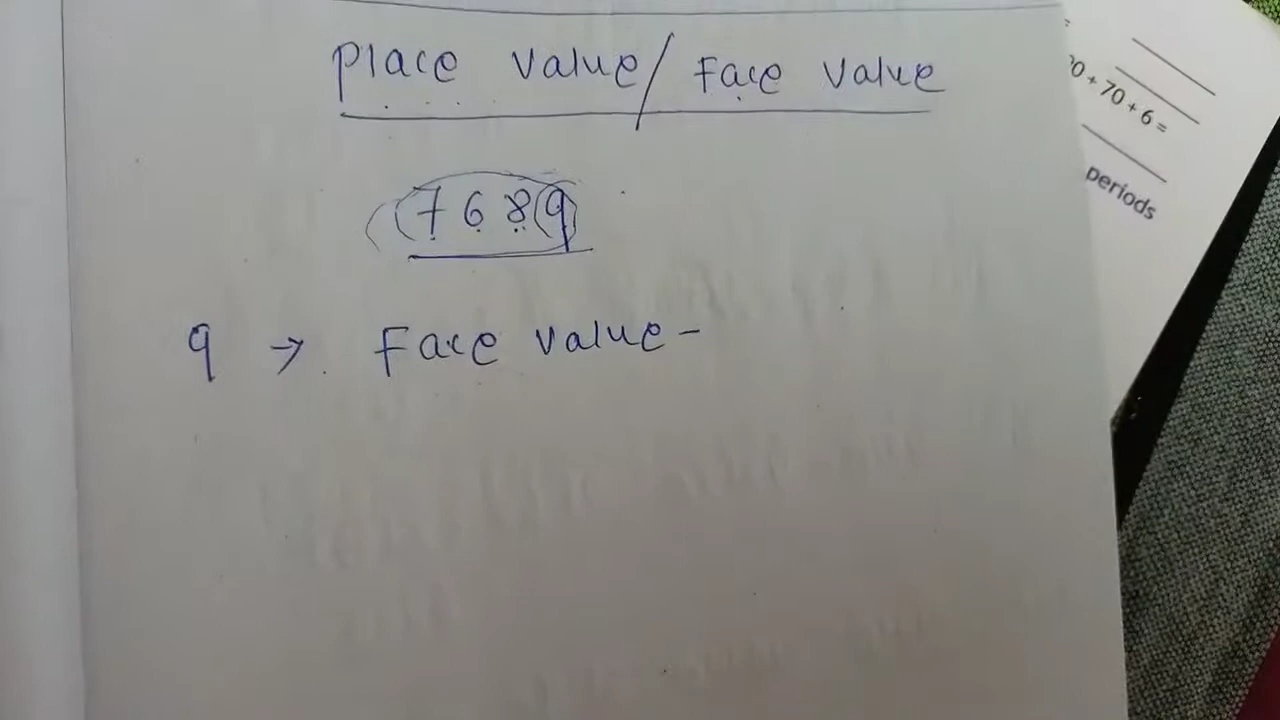 Place Value/ Face Value
7689
9 → Face Value-
0 + 70 + 6 =
periods